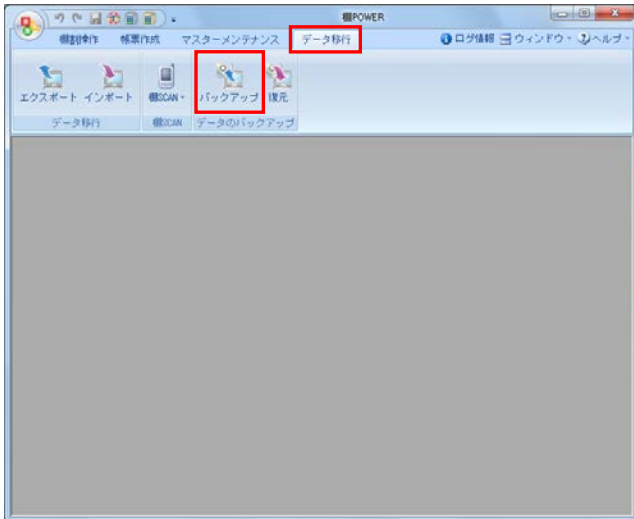 棚POWER
棚割操作 帳票作成 マスターメンテナンス データ移行 ログ情報 ウィンドウ ヘルプ
エクスポート インポート 棚SCAN バックアップ 復元
データ移行 棚SCAN データのバックアップ